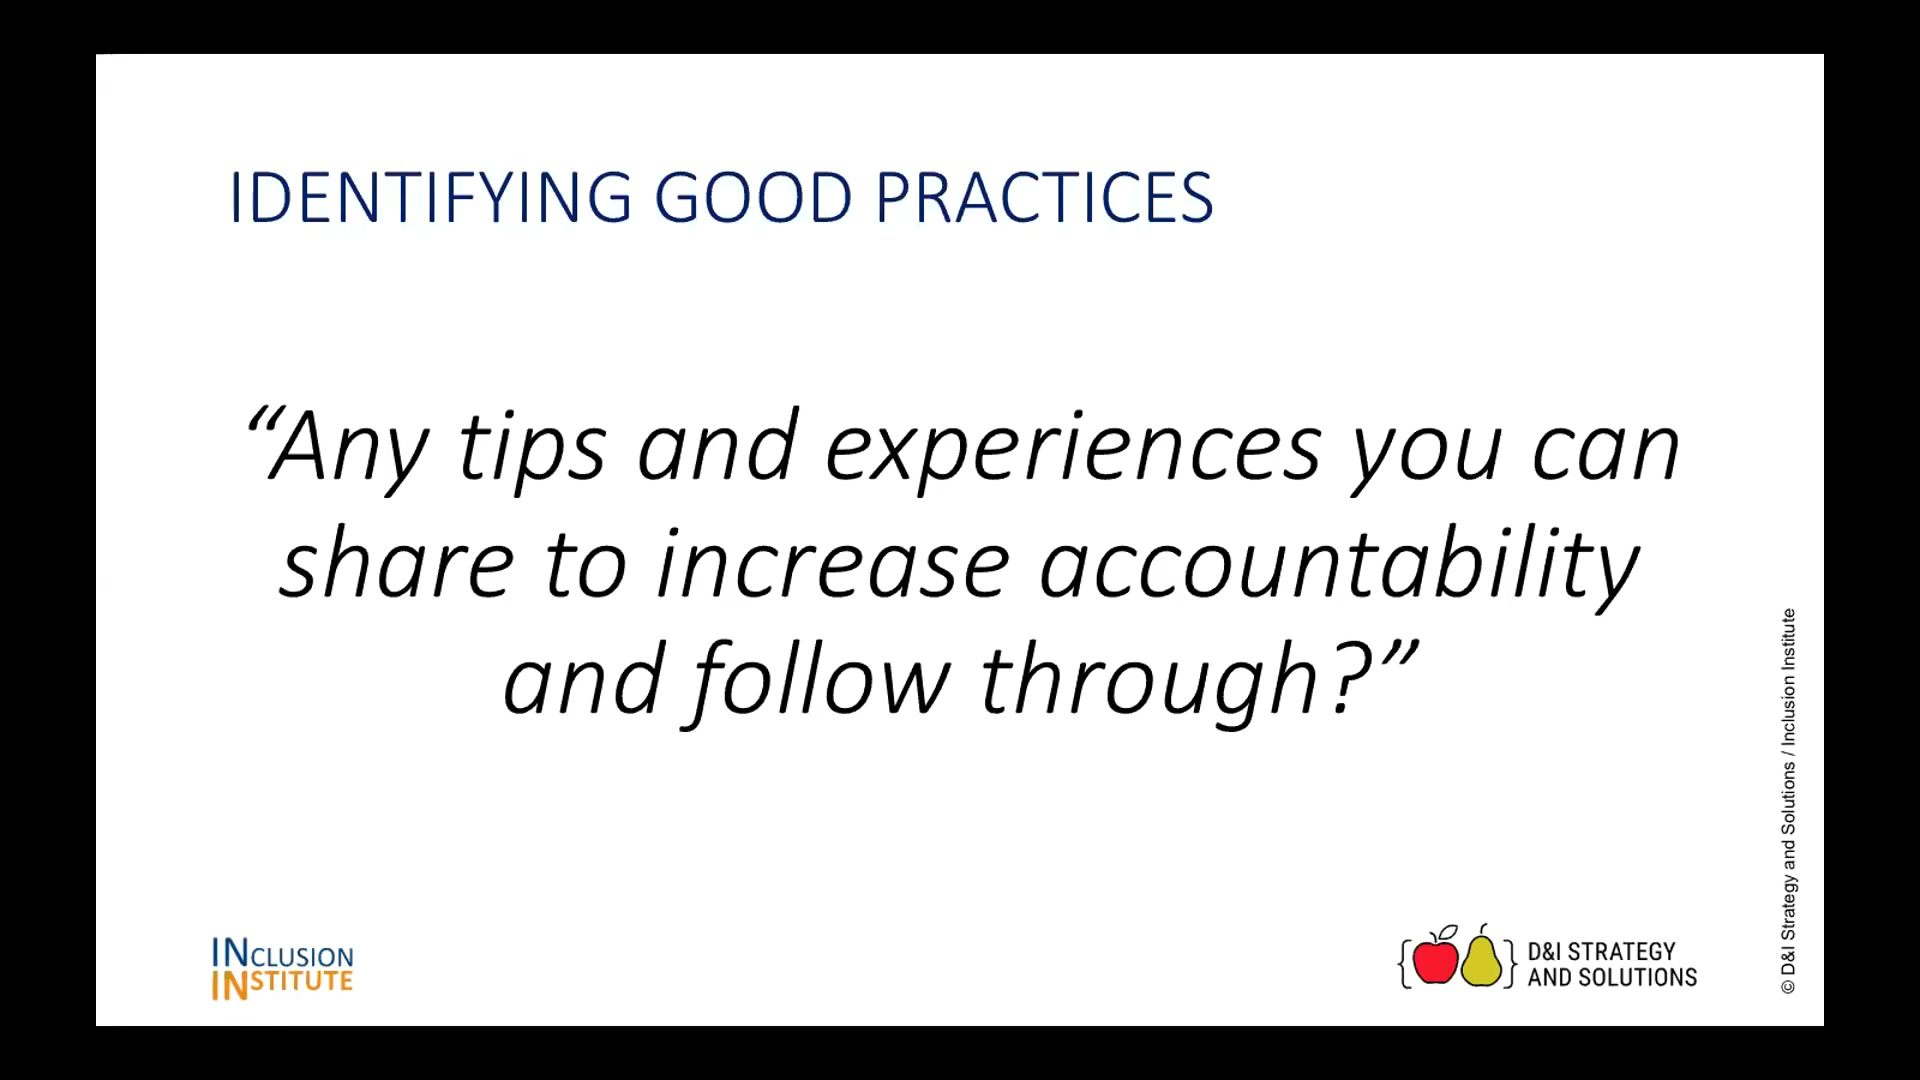 IDENTIFYING GOOD PRACTICES
“Any tips and experiences you can
share to increase accountability
and follow through?”
INCLUSION
INSTITUTE
D&I STRATEGY
AND SOLUTIONS
© D&I Strategy and Solutions / Inclusion Institute